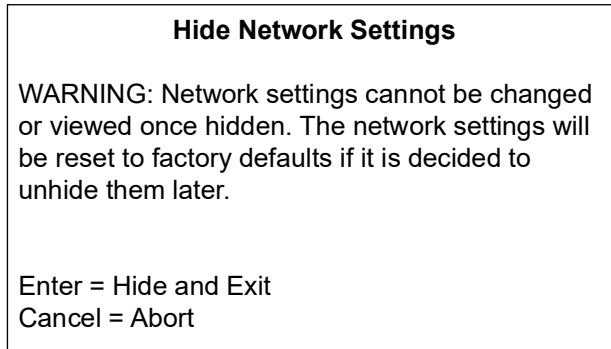 Hide Network Settings
WARNING: Network settings cannot be changed
or viewed once hidden. The network settings will
be reset to factory defaults if it is decided to
unhide them later.
Enter = Hide and Exit
Cancel = Abort